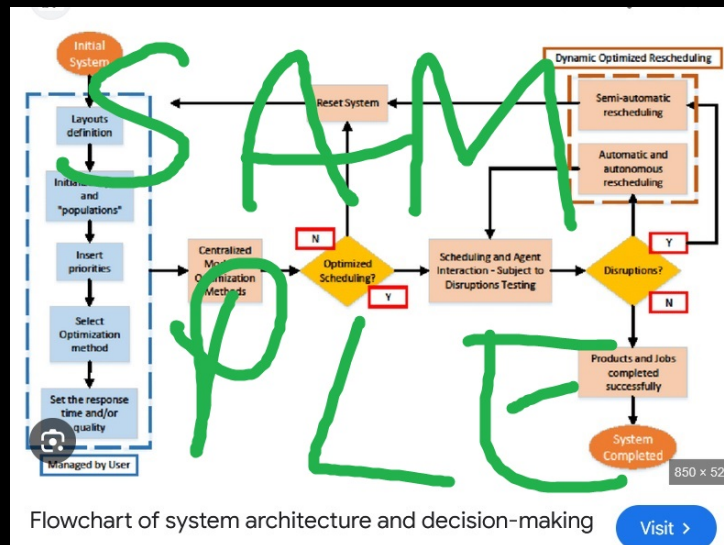 Initial
System
Dynamic Optimized Rescheduling
Layouts
definition
Reset System
Semi-automatic
rescheduling
Automatic and
autonomous
rescheduling
and
"populations"
Insert
priorities
Select
Optimization
method
Set the response
time and/or
quality
Managed by User
Centralized
Methods
N
Optimized
Scheduling?
Y
Scheduling and Agent
Interaction - Subject to
Disruptions Testing
Disruptions?
Y
N
Products and Jobs
completed
successfully
System
Completed
SAM
PLE
850 × 52
Flowchart of system architecture and decision-making
Visit >